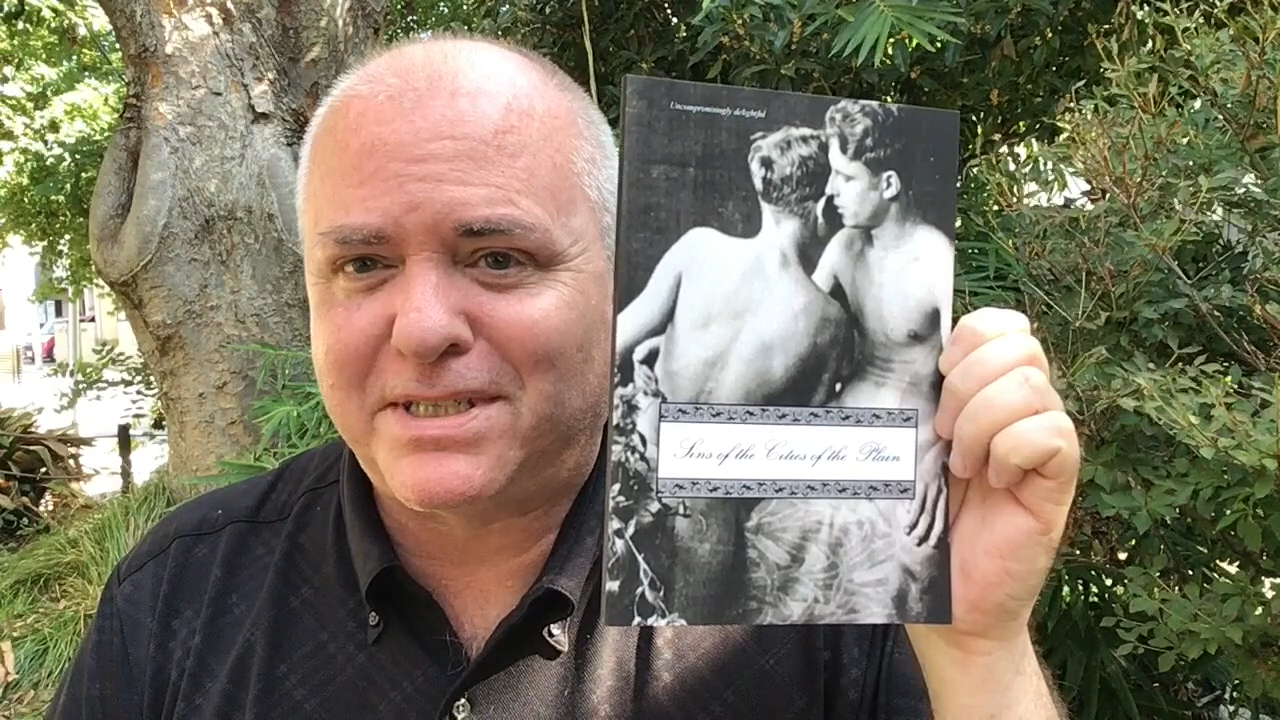 Uncompromisingly delightful
Sins of the Cities of the Plain